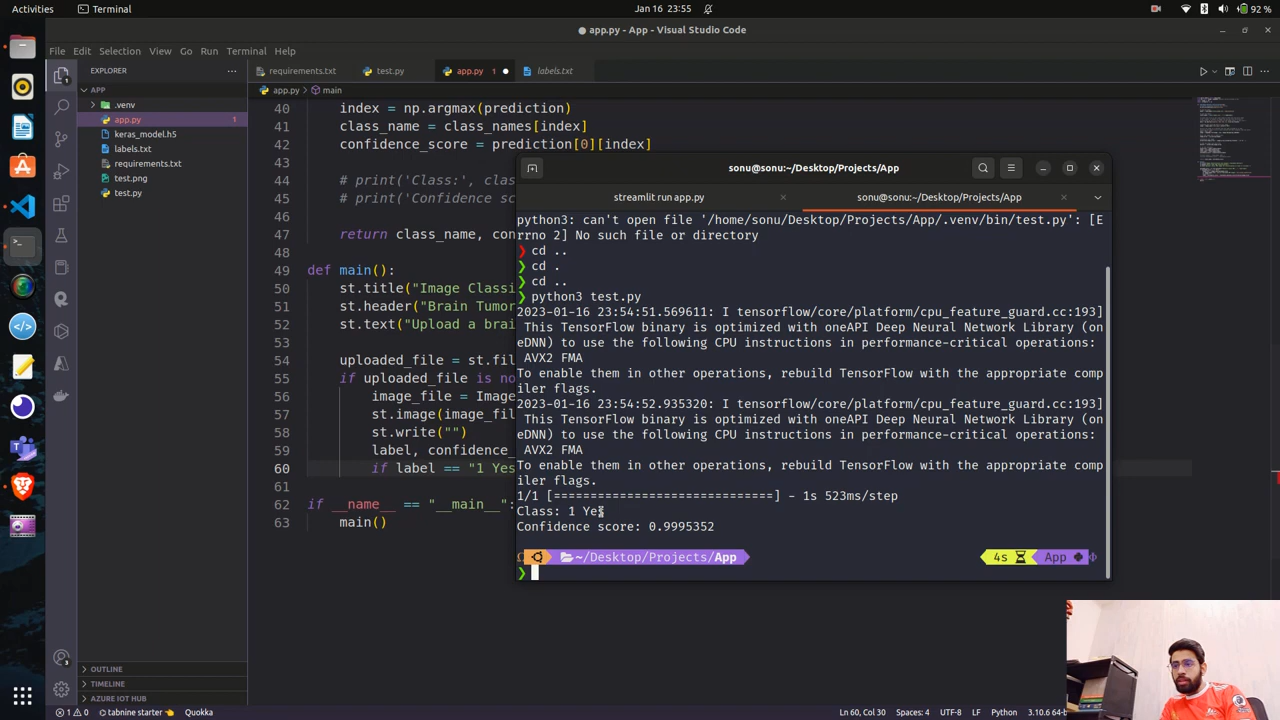 Activities
Terminal
Jan 16 23:55
92 %
app.py - App - Visual Studio Code
File Edit Selection View Go Run Terminal Help
EXPLORER
requirements.txt
test.py
app.py 1
labels.txt
app.py > main
APP
.venv
app.py 1
keras_model.h5
labels.txt
requirements.txt
test.png
test.py
OUTLINE
TIMELINE
AZURE IOT HUB
40 index = np.argmax(prediction)
41 class_name = class_names[index]
42 confidence_score = prediction[0][index]
43
44 # print('Class:', clas
45 # print('Confidence sc
46
47 return class_name, con
48
49 def main():
50 st.title("Image Classi
51 st.header("Brain Tumor
52 st.text("Upload a brai
53
54 uploaded_file = st.fil
55 if uploaded_file is no
56 image_file = Image
57 st.image(image_fil
58 st.write("")
59 label, confidence_
60 if label == "1 Yes
61
62 if __name__ == "__main__":
63 main()
sonu@sonu:~/Desktop/Projects/App
streamlit run app.py
sonu@sonu:~/Desktop/Projects/App
python3: can't open file '/home/sonu/Desktop/Projects/App/.venv/bin/test.py': [E
rrno 2] No such file or directory
❯ cd ..
❯ cd .
❯ cd ..
❯ python3 test.py
2023-01-16 23:54:51.569611: I tensorflow/core/platform/cpu_feature_guard.cc:193]
This TensorFlow binary is optimized with oneAPI Deep Neural Network Library (on
eDNN) to use the following CPU instructions in performance-critical operations:
AVX2 FMA
To enable them in other operations, rebuild TensorFlow with the appropriate comp
iler flags.
2023-01-16 23:54:52.935320: I tensorflow/core/platform/cpu_feature_guard.cc:193]
This TensorFlow binary is optimized with oneAPI Deep Neural Network Library (on
eDNN) to use the following CPU instructions in performance-critical operations:
AVX2 FMA
To enable them in other operations, rebuild TensorFlow with the appropriate comp
iler flags.
1/1 [==============================] - 1s 523ms/step
Class: 1 Yes
Confidence score: 0.9995352
~/Desktop/Projects/App
4s
App
❯
1 0
tabnine starter
Quokka
Ln 60, Col 30
Spaces: 4
UTF-8
LF
Python
3.10.6